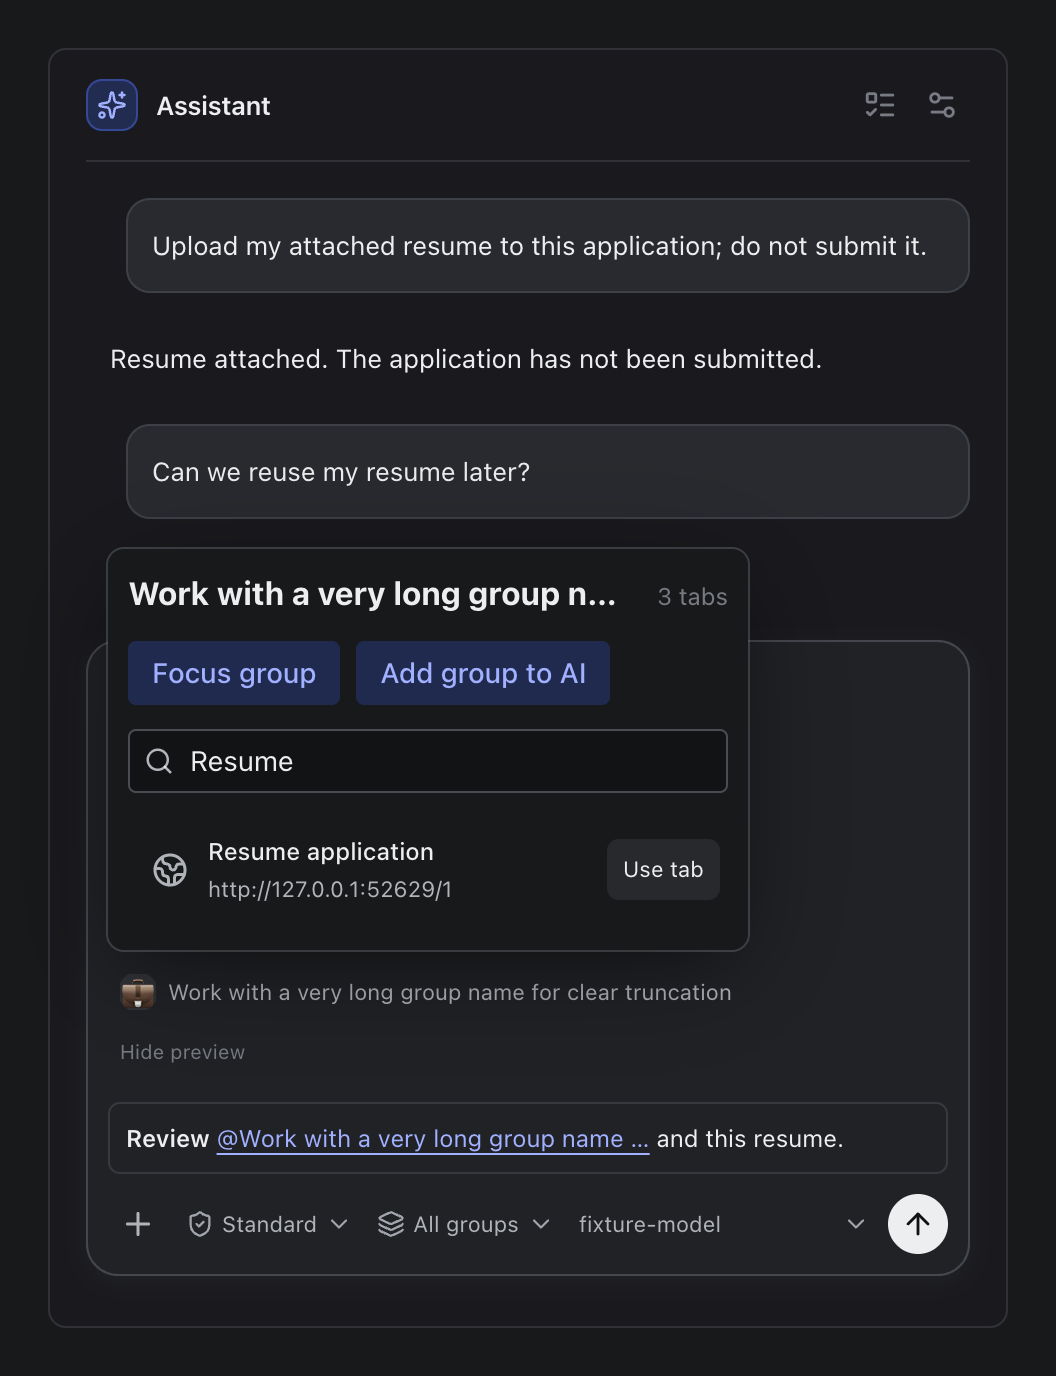 Assistant
Upload my attached resume to this application; do not submit it.
Resume attached. The application has not been submitted.
Can we reuse my resume later?
Work with a very long group n...
3 tabs
Focus group
Add group to AI
Resume
Resume application
http://127.0.0.1:52629/1
Use tab
Work with a very long group name for clear truncation
Hide preview
Review @Work with a very long group name ... and this resume.
Standard
All groups
fixture-model